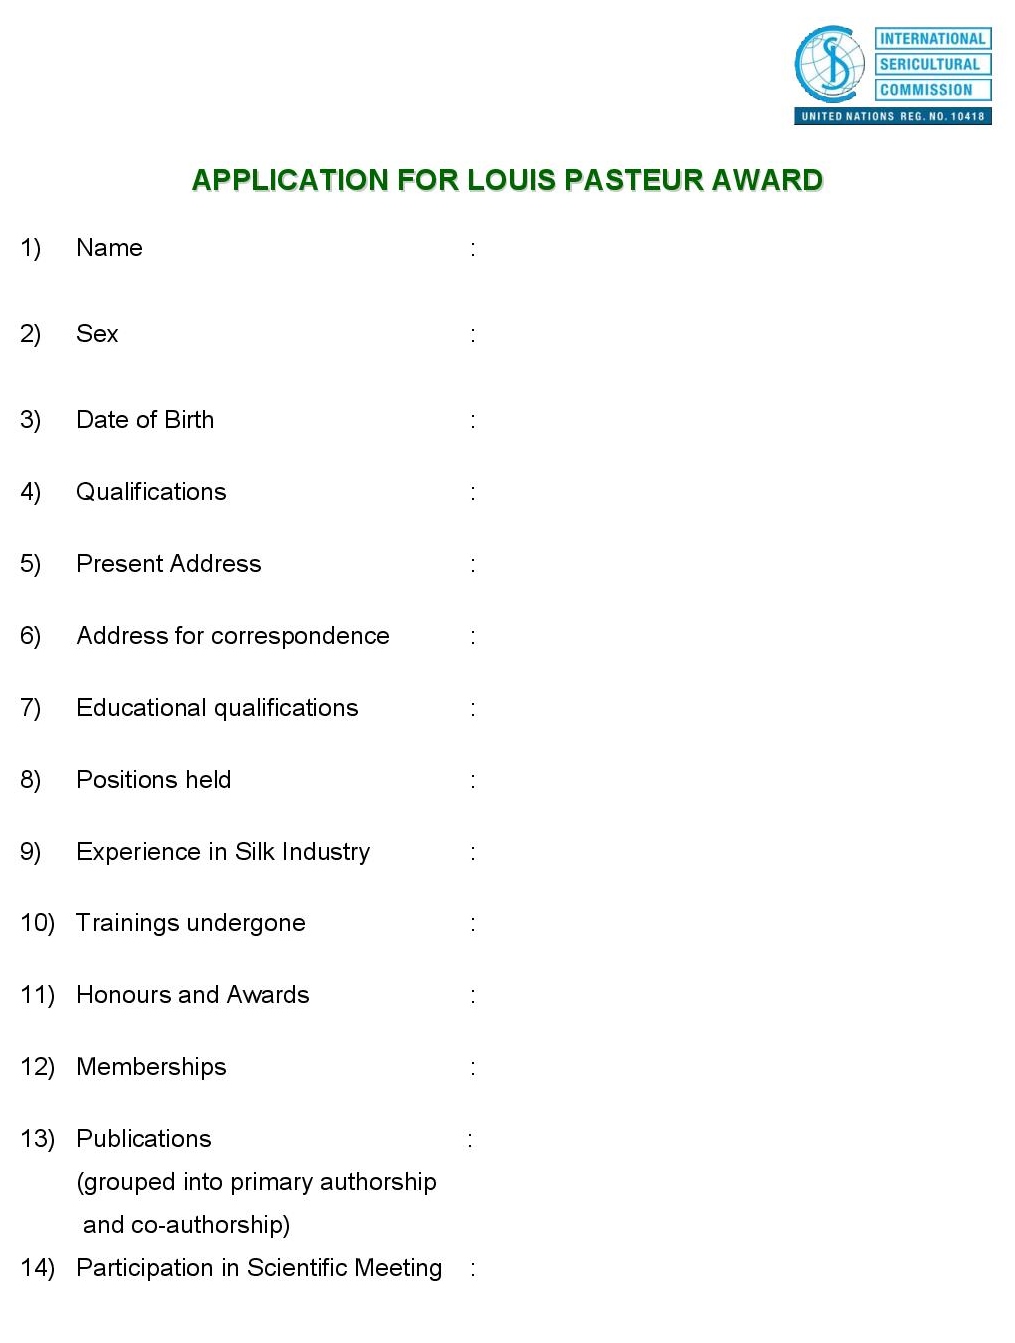 INTERNATIONAL
SERICULTURAL
COMMISSION
UNITED NATIONS REG. NO. 10418
APPLICATION FOR LOUIS PASTEUR AWARD
1) Name :
2) Sex :
3) Date of Birth :
4) Qualifications :
5) Present Address :
6) Address for correspondence :
7) Educational qualifications :
8) Positions held :
9) Experience in Silk Industry :
10) Trainings undergone :
11) Honours and Awards :
12) Memberships :
13) Publications :
(grouped into primary authorship
and co-authorship)
14) Participation in Scientific Meeting :